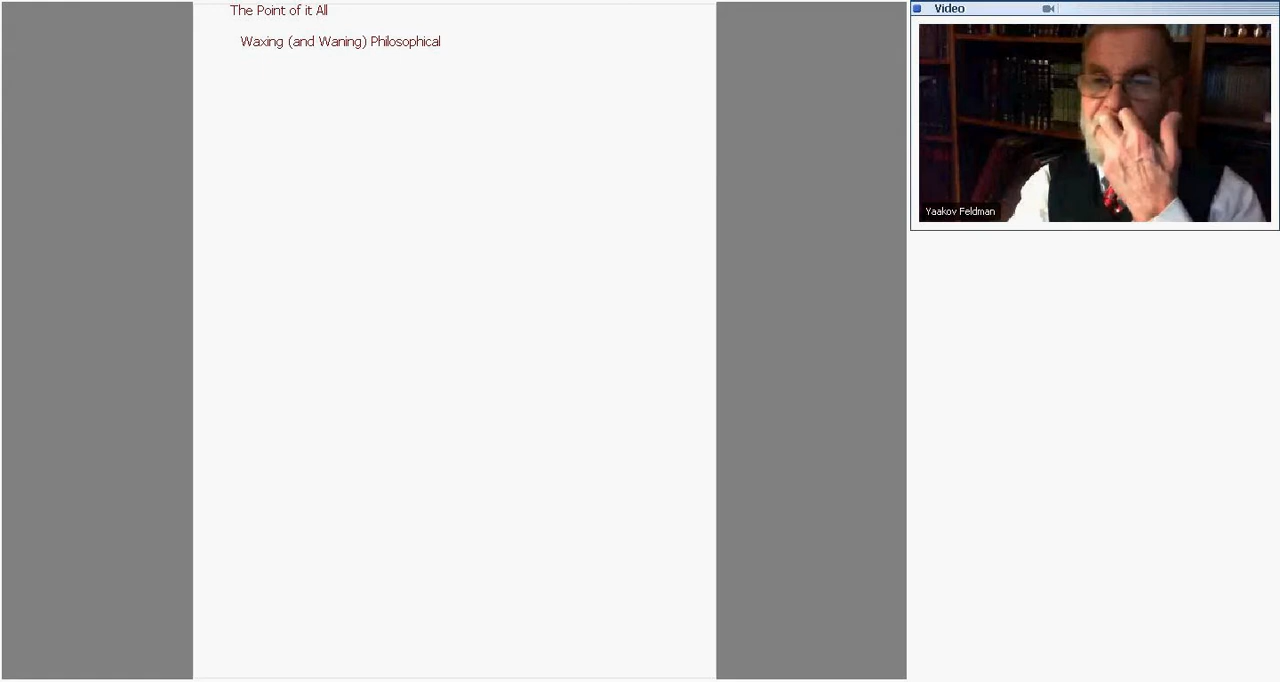 The Point of it All
Waxing (and Waning) Philosophical
Video
Yaakov Feldman